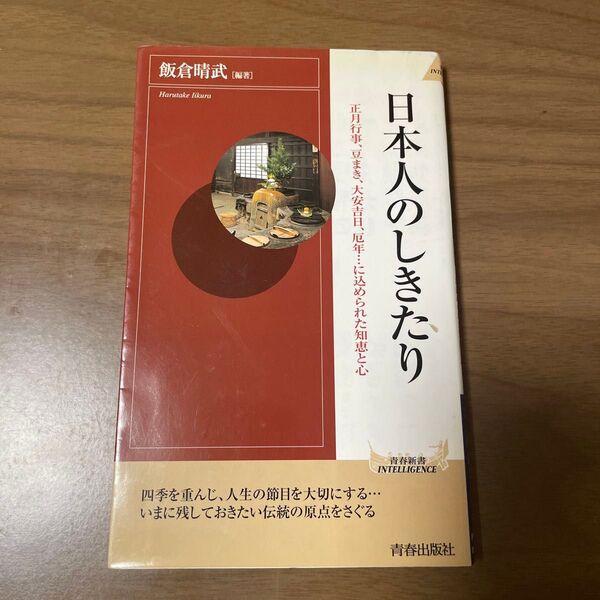 飯倉晴武[編著]
Harutake Iikura
日本人のしきたり
正月行事、豆まき、大安吉日、厄年…に込められた知恵と心
青春新書
INTELLIGENCE
四季を重んじ、人生の節目を大切にする…
いまに残しておきたい伝統の原点をさぐる
青春出版社